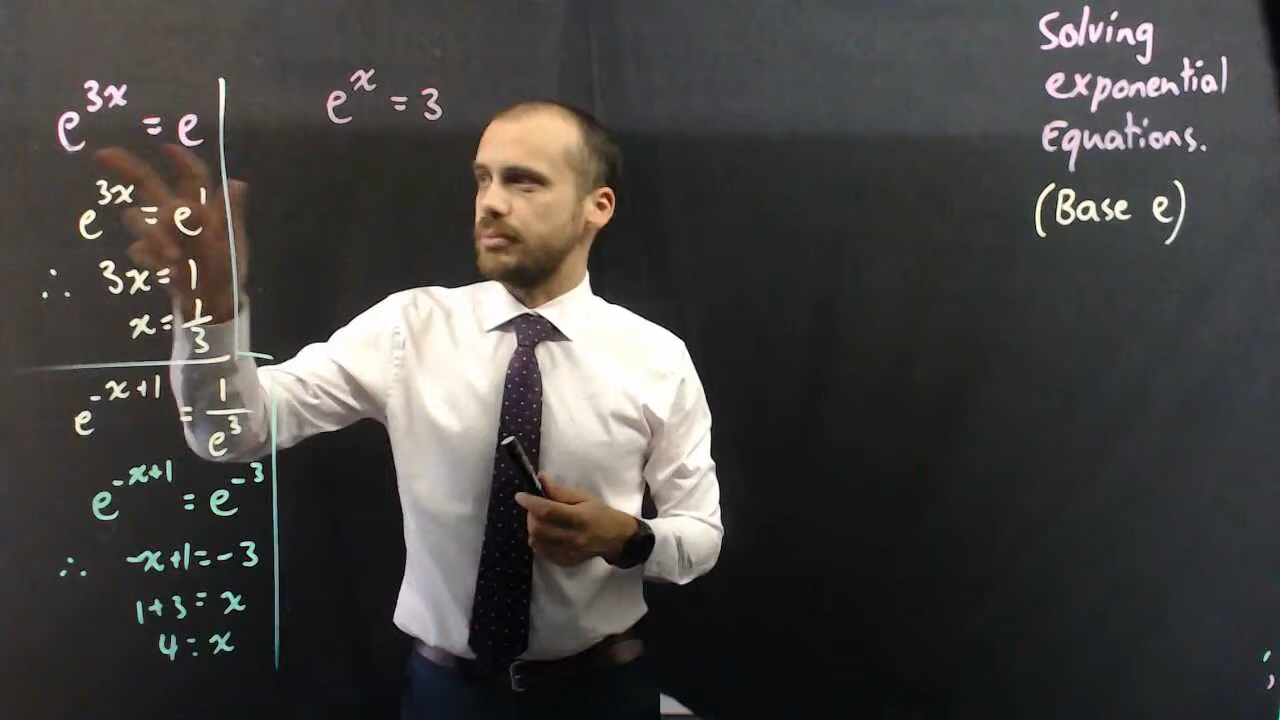 e^{3x} = e
e^{3x} = e^1
∴ 3x = 1
x = 1/3
e^{-x+1} = 1/e^3
e^{-x+1} = e^{-3}
∴ -x+1 = -3
1+3 = x
4 = x
e^x = 3
Solving
exponential
Equations.
(Base e)